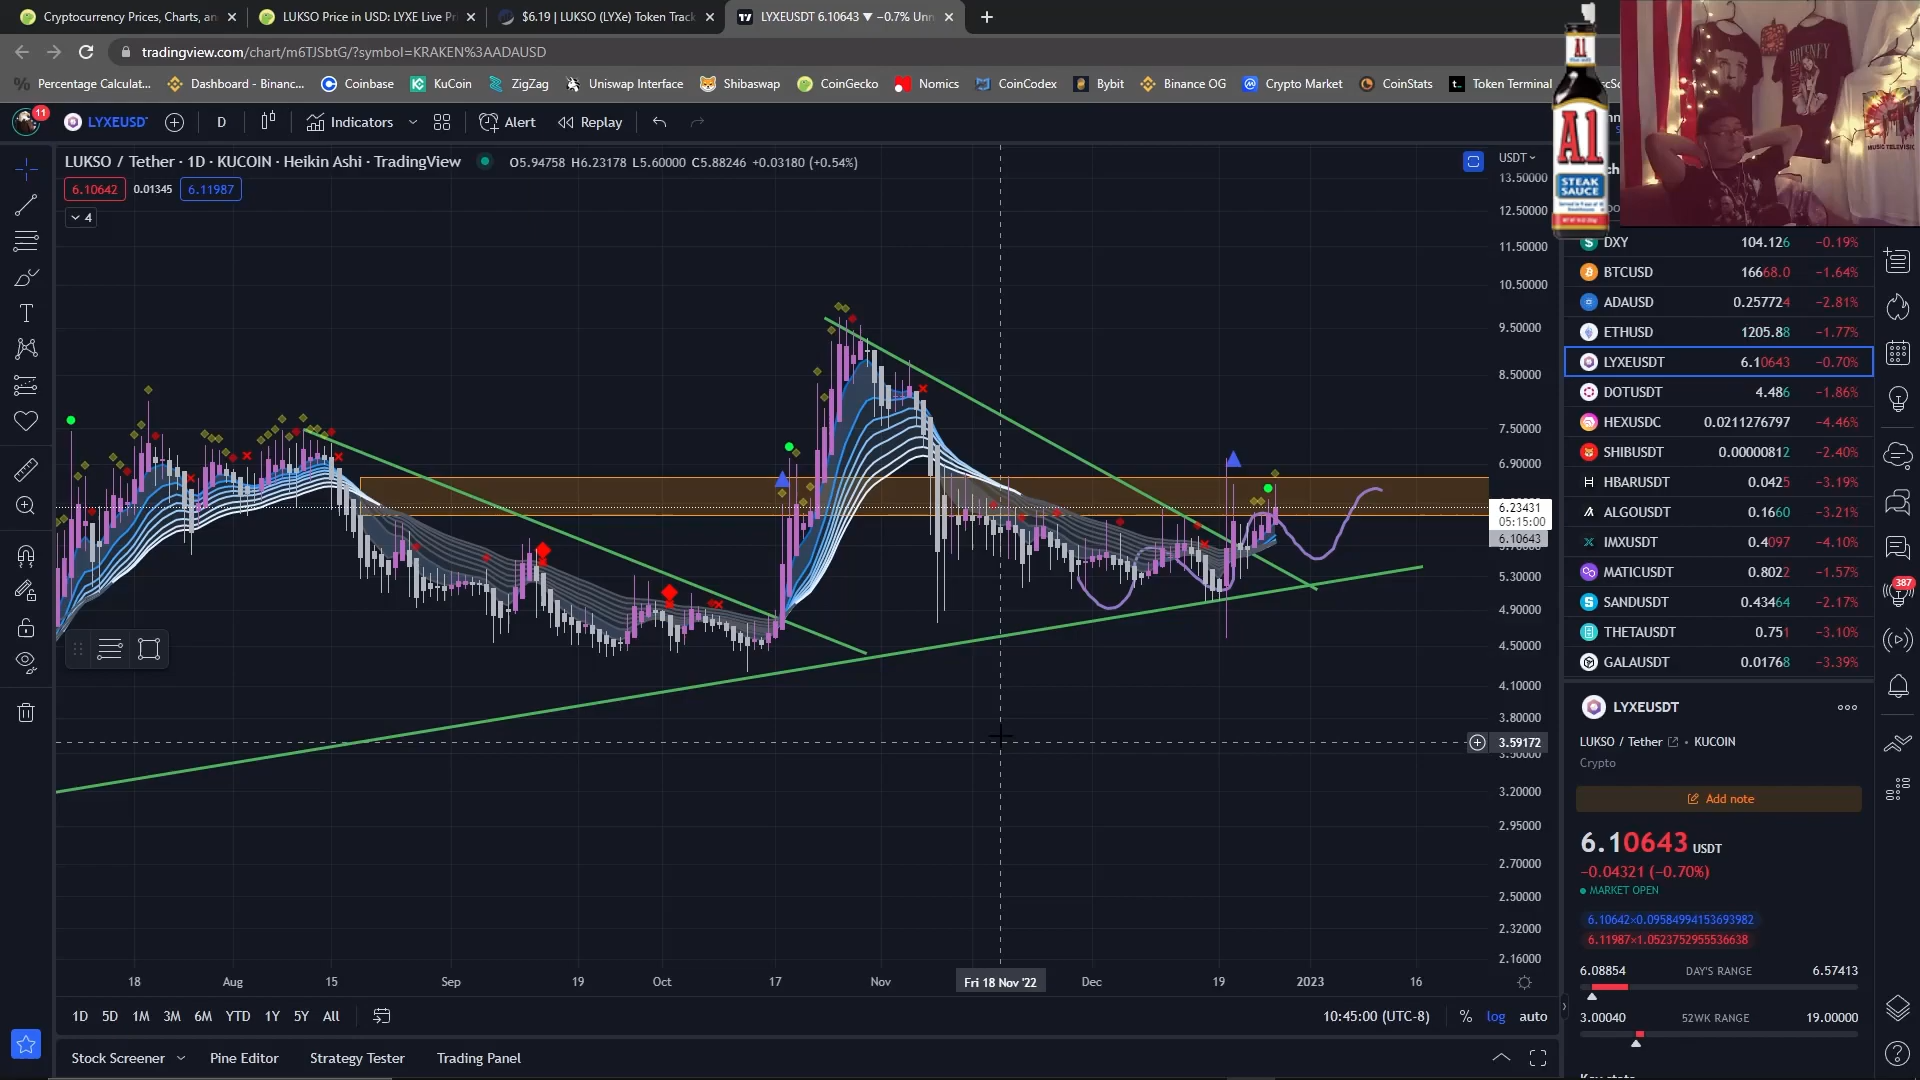 Cryptocurrency Prices, Charts, an
LUKSO Price in USD: LYXE Live Pri
$6.19 | LUKSO (LYXe) Token Track
LYXEUSDT 6.10643 ▼ −0.7% Unn
tradingview.com/chart/m6TJSbtG/?symbol=KRAKEN%3AADAUSD
Percentage Calculat...
Dashboard - Binanc...
Coinbase
KuCoin
ZigZag
Uniswap Interface
Shibaswap
CoinGecko
Nomics
CoinCodex
Bybit
Binance OG
Crypto Market
CoinStats
Token Terminal
11
LYXEUSD
D
Indicators
Alert
Replay
LUKSO / Tether · 1D · KUCOIN · Heikin Ashi · TradingView
O5.94758 H6.23178 L5.60000 C5.88246 +0.03180 (+0.54%)
6.10642
0.01345
6.11987
4
USDT
13.50000
12.50000
11.50000
10.50000
9.50000
8.50000
7.50000
6.90000
6.23431
05:15:00
6.10643
5.30000
4.90000
4.50000
4.10000
3.80000
3.59172
3.20000
2.95000
2.70000
2.50000
2.32000
2.16000
18
Aug
15
Sep
19
Oct
17
Nov
Fri 18 Nov '22
Dec
19
2023
16
1D
5D
1M
3M
6M
YTD
1Y
5Y
All
10:45:00 (UTC-8)
%
log
auto
Stock Screener
Pine Editor
Strategy Tester
Trading Panel
A1
A1
STEAK
SAUCE
MUSIC TELEVISION
DXY 104.126 −0.19%
BTCUSD 16668.0 −1.64%
ADAUSD 0.257724 −2.81%
ETHUSD 1205.88 −1.77%
LYXEUSDT 6.10643 −0.70%
DOTUSDT 4.486 −1.86%
HEXUSDC 0.0211276797 −4.46%
SHIBUSDT 0.00000812 −2.40%
HBARUSDT 0.0425 −3.19%
ALGOUSDT 0.1660 −3.21%
IMXUSDT 0.4097 −4.10%
MATICUSDT 0.8022 −1.57%
SANDUSDT 0.43464 −2.17%
THETAUSDT 0.751 −3.10%
GALAUSDT 0.01768 −3.39%
387
LYXEUSDT
LUKSO / Tether
• KUCOIN
Crypto
Add note
6.10643 USDT
−0.04321 (−0.70%)
MARKET OPEN
6.10642×0.09584994153693982
6.11987×1.0523752955536638
6.08854 DAY'S RANGE 6.57413
3.00040 52WK RANGE 19.00000